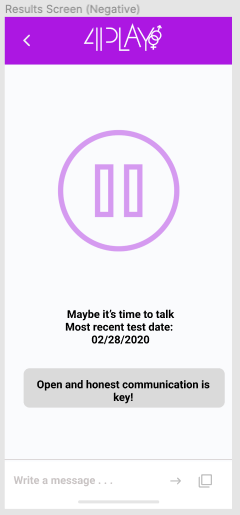 Results Screen (Negative)
4PLAY
Maybe it's time to talk
Most recent test date:
02/28/2020
Open and honest communication is
key!
Write a message . . .